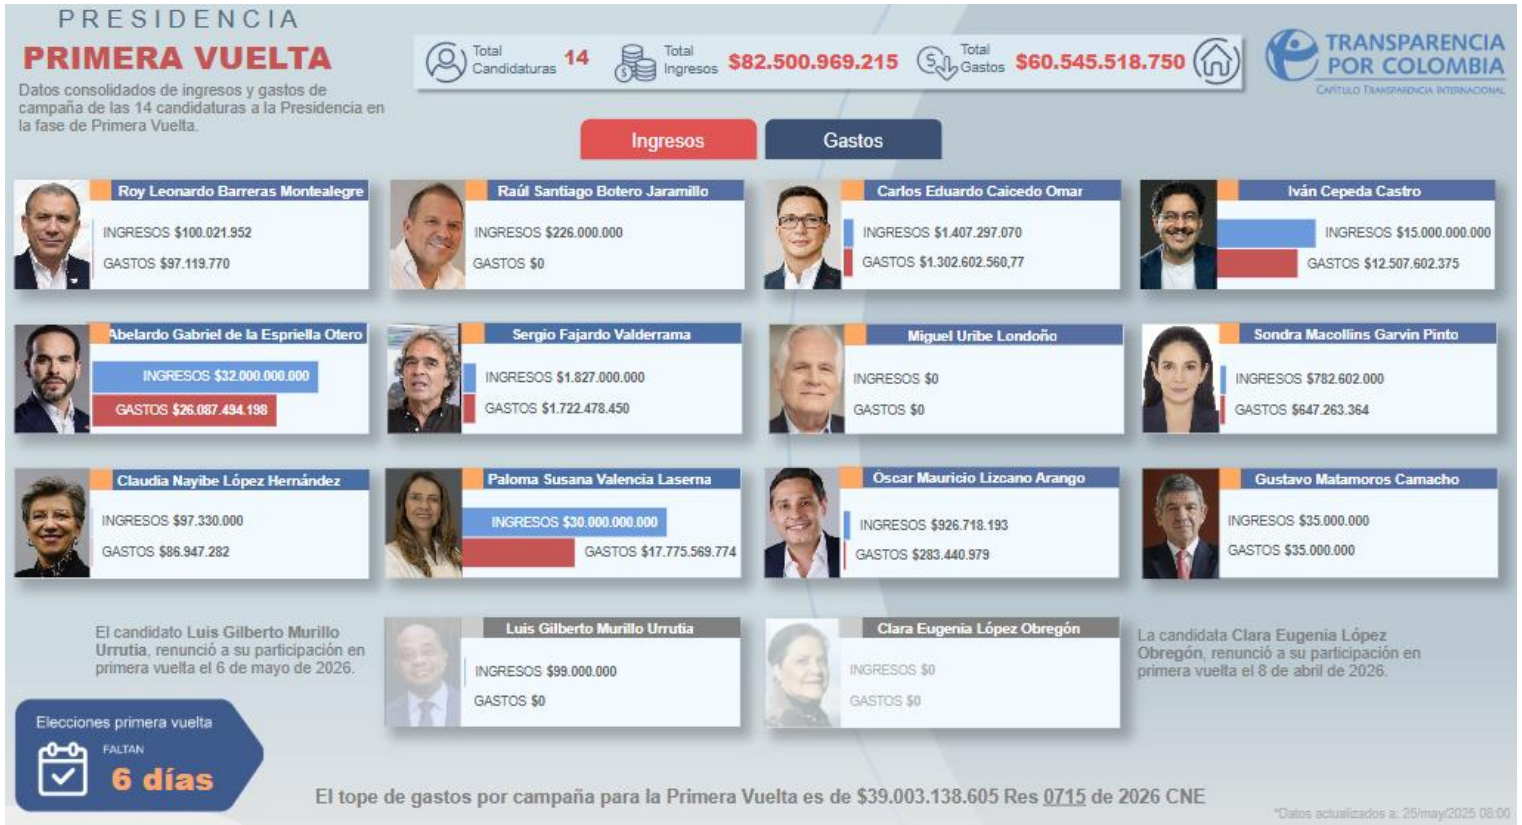 PRESIDENCIA
PRIMERA VUELTA
Datos consolidados de ingresos y gastos de
campaña de las 14 candidaturas a la Presidencia en
la fase de Primera Vuelta.
Total
Candidaturas 14
Total
Ingresos $82.500.969.215
Total
Gastos $60.545.518.750
TRANSPARENCIA
POR COLOMBIA
CAPÍTULO TRANSPARENCIA INTERNACIONAL
Ingresos
Gastos
Roy Leonardo Barreras Montealegre
INGRESOS $100.021.952
GASTOS $97.119.770
Raúl Santiago Botero Jaramillo
INGRESOS $226.000.000
GASTOS $0
Carlos Eduardo Caicedo Omar
INGRESOS $1.407.297.070
GASTOS $1.302.602.560,77
Iván Cepeda Castro
INGRESOS $15.000.000.000
GASTOS $12.507.602.375
Abelardo Gabriel de la Espriella Otero
INGRESOS $32.000.000.000
GASTOS $26.087.494.198
Sergio Fajardo Valderrama
INGRESOS $1.827.000.000
GASTOS $1.722.478.450
Miguel Uribe Londoño
INGRESOS $0
GASTOS $0
Sondra Macollins Garvin Pinto
INGRESOS $782.602.000
GASTOS $647.263.364
Claudia Nayibe López Hernández
INGRESOS $97.330.000
GASTOS $86.947.282
Paloma Susana Valencia Laserna
INGRESOS $30.000.000.000
GASTOS $17.775.569.774
Óscar Mauricio Lizcano Arango
INGRESOS $926.718.193
GASTOS $283.440.979
Gustavo Matamoros Camacho
INGRESOS $35.000.000
GASTOS $35.000.000
El candidato Luis Gilberto Murillo
Urrutia, renunció a su participación en
primera vuelta el 6 de mayo de 2026.
Luis Gilberto Murillo Urrutia
INGRESOS $99.000.000
GASTOS $0
Clara Eugenia López Obregón
INGRESOS $0
GASTOS $0
La candidata Clara Eugenia López
Obregón, renunció a su participación en
primera vuelta el 8 de abril de 2026.
Elecciones primera vuelta
FALTAN
6 días
El tope de gastos por campaña para la Primera Vuelta es de $39.003.138.605 Res 0715 de 2026 CNE
*Datos actualizados a: 25/may/2025 08:00